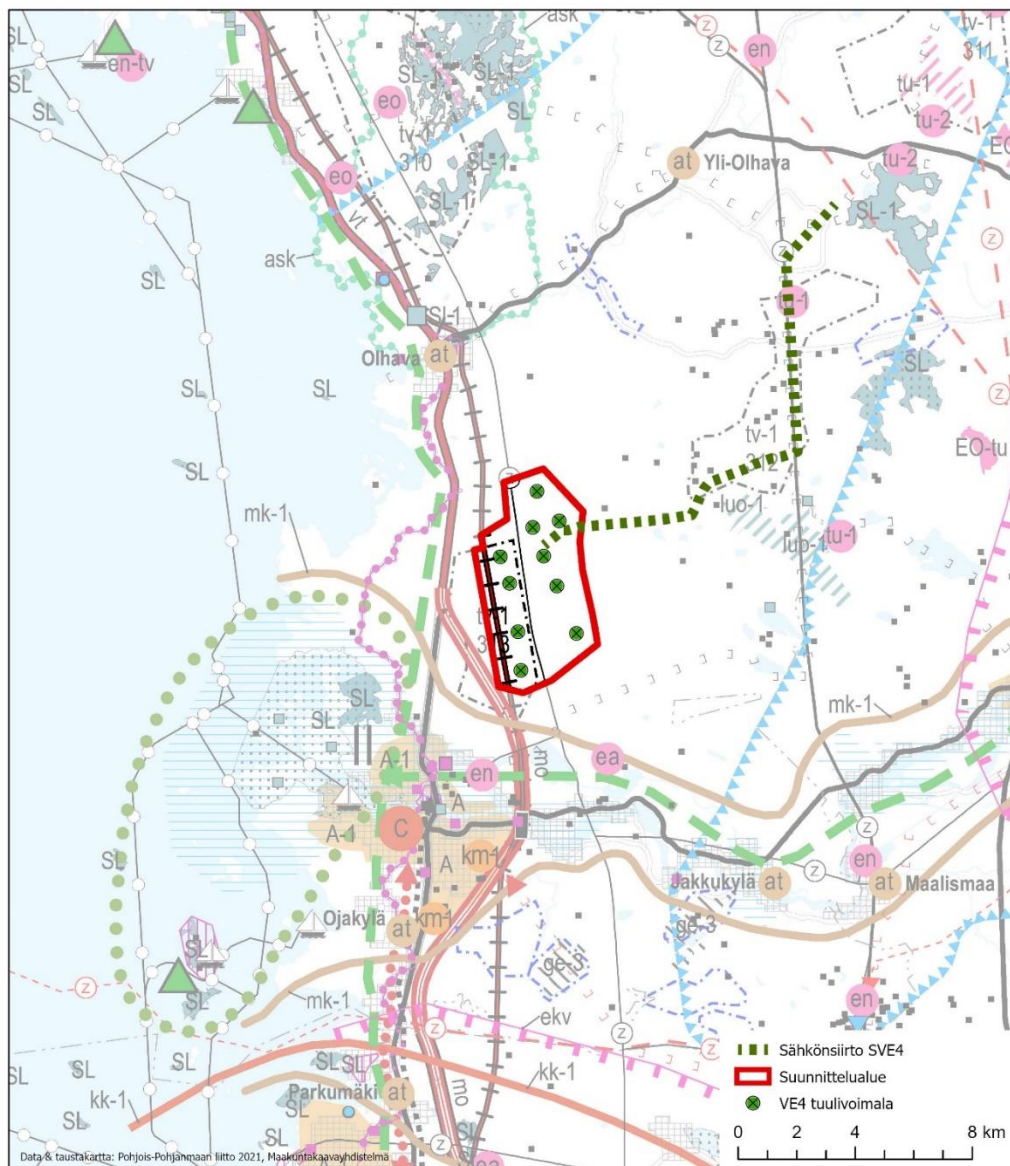 ask
en-tv
SL
SL
SL-1
SL-1
SL
en
tv-1
311
tu-1
eo
tv-1
310
SL-1
SL-1
z
z
tu-2
EO
at Yli-Olhava
tu-2
eo
vt
SL-1
ask
SL
z
z
tu-1
SL-1
Olhava at
SL
SL
SL
tv-1
312
EO-tu
SL
z
mk-1
luo-1
luo-1
tu-1
mk-1
SL
SL
mo
A-1
en
ea
A
A-1
C
A
km-1
SL
z
z
en
Jakkukylä at
at Maalismaa
km-1
Ojakylä
at
ge-3
ge-3
SL
SL
z
mk-1
en
ekv
z
z
z
SL
SL
kk-1
Parkumäki at
mo
kk-1
SL
SL
z
Sähkönsiirto SVE4
Suunnittelualue
VE4 tuulivoimala
0 2 4 8 km
Data & taustakartta: Pohjois-Pohjanmaan liitto 2021, Maakuntakaavayhdistelmä